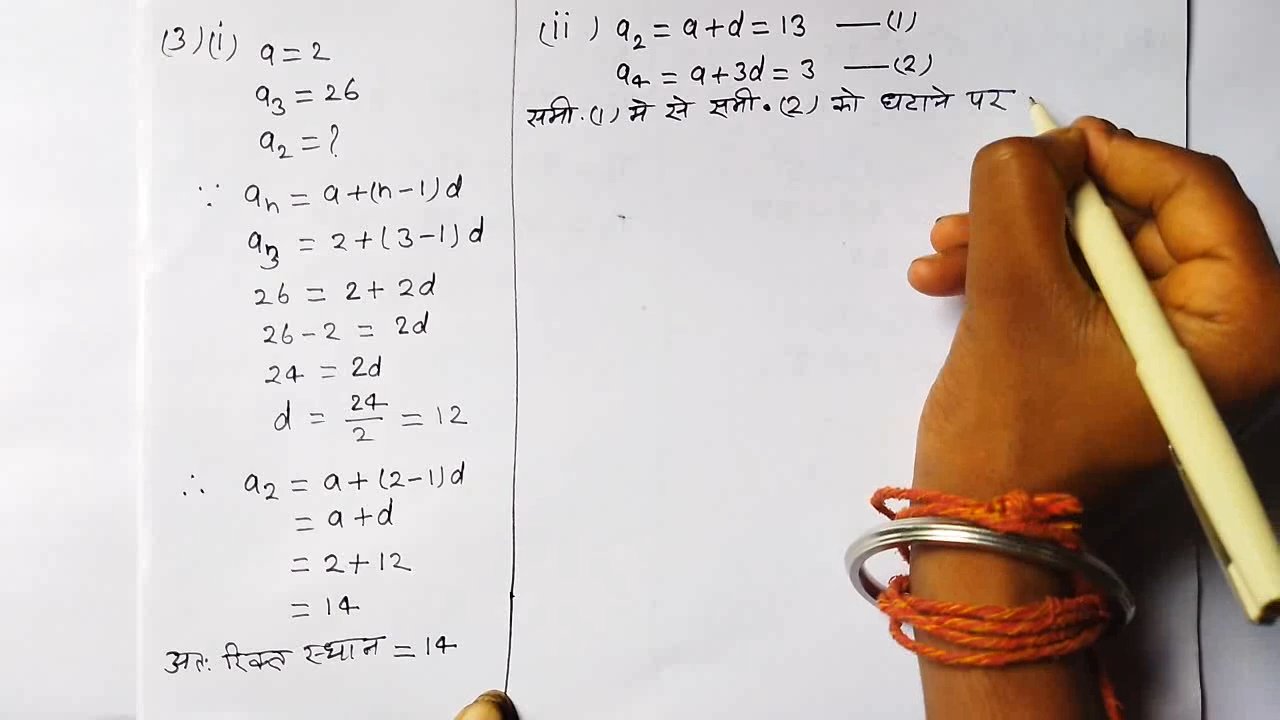 (3)(i) a = 2
a₃ = 26
a₂ = ?
∵ aₙ = a + (n-1)d
a₃ = 2 + (3-1)d
26 = 2 + 2d
26 - 2 = 2d
24 = 2d
d = 24/2 = 12
∴ a₂ = a + (2-1)d
= a + d
= 2 + 12
= 14
अतः रिक्त स्थान = 14
(ii) a₂ = a + d = 13 —(1)
a₄ = a + 3d = 3 —(2)
समी.(1) मे से समी.(2) को घटाने पर